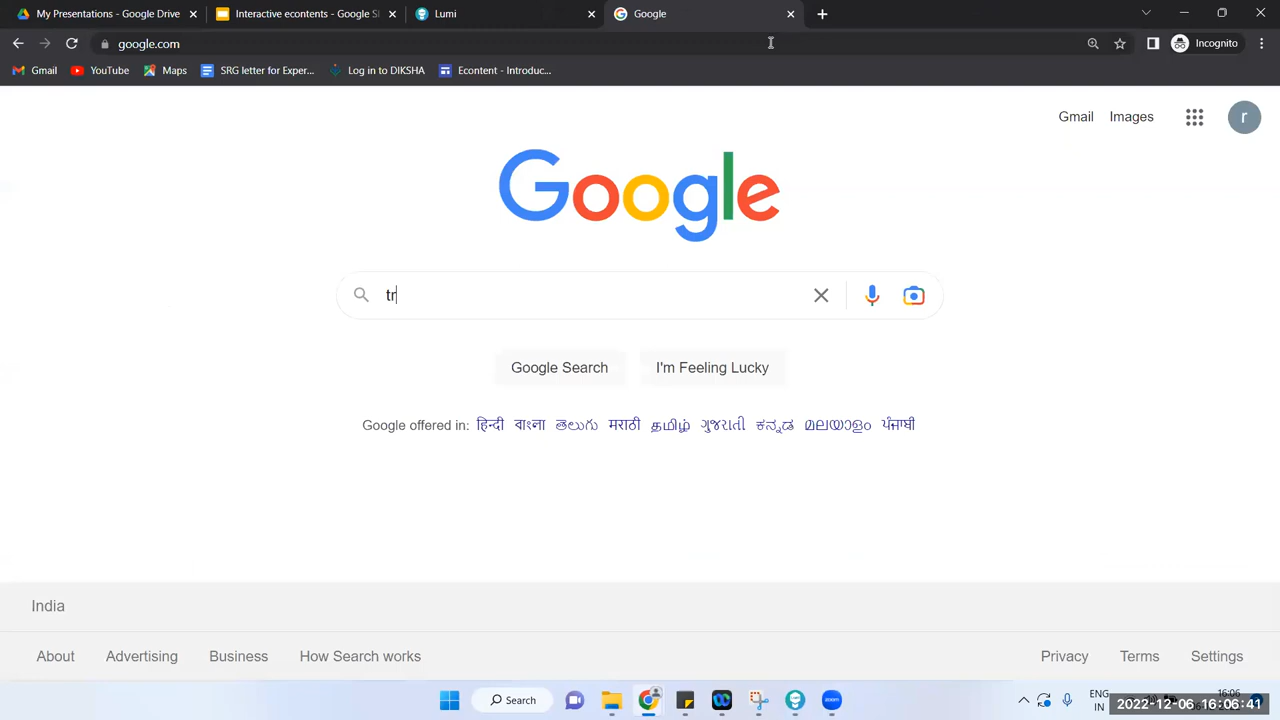 My Presentations - Google Drive
Interactive econtents - Google Sl
Lumi
Google
google.com
Incognito
Gmail
YouTube
Maps
SRG letter for Exper...
Log in to DIKSHA
Econtent - Introduc...
Gmail
Images
r
Google
tr
Google Search
I'm Feeling Lucky
Google offered in: हिन्दी বাংলা తెలుగు मराठी தமிழ் ગુજરાતી ಕನ್ನಡ മലയാളം ਪੰਜਾਬੀ
India
About
Advertising
Business
How Search works
Privacy
Terms
Settings
Search
zoom
ENG
IN
16:06
2022-12-06 16:06:41